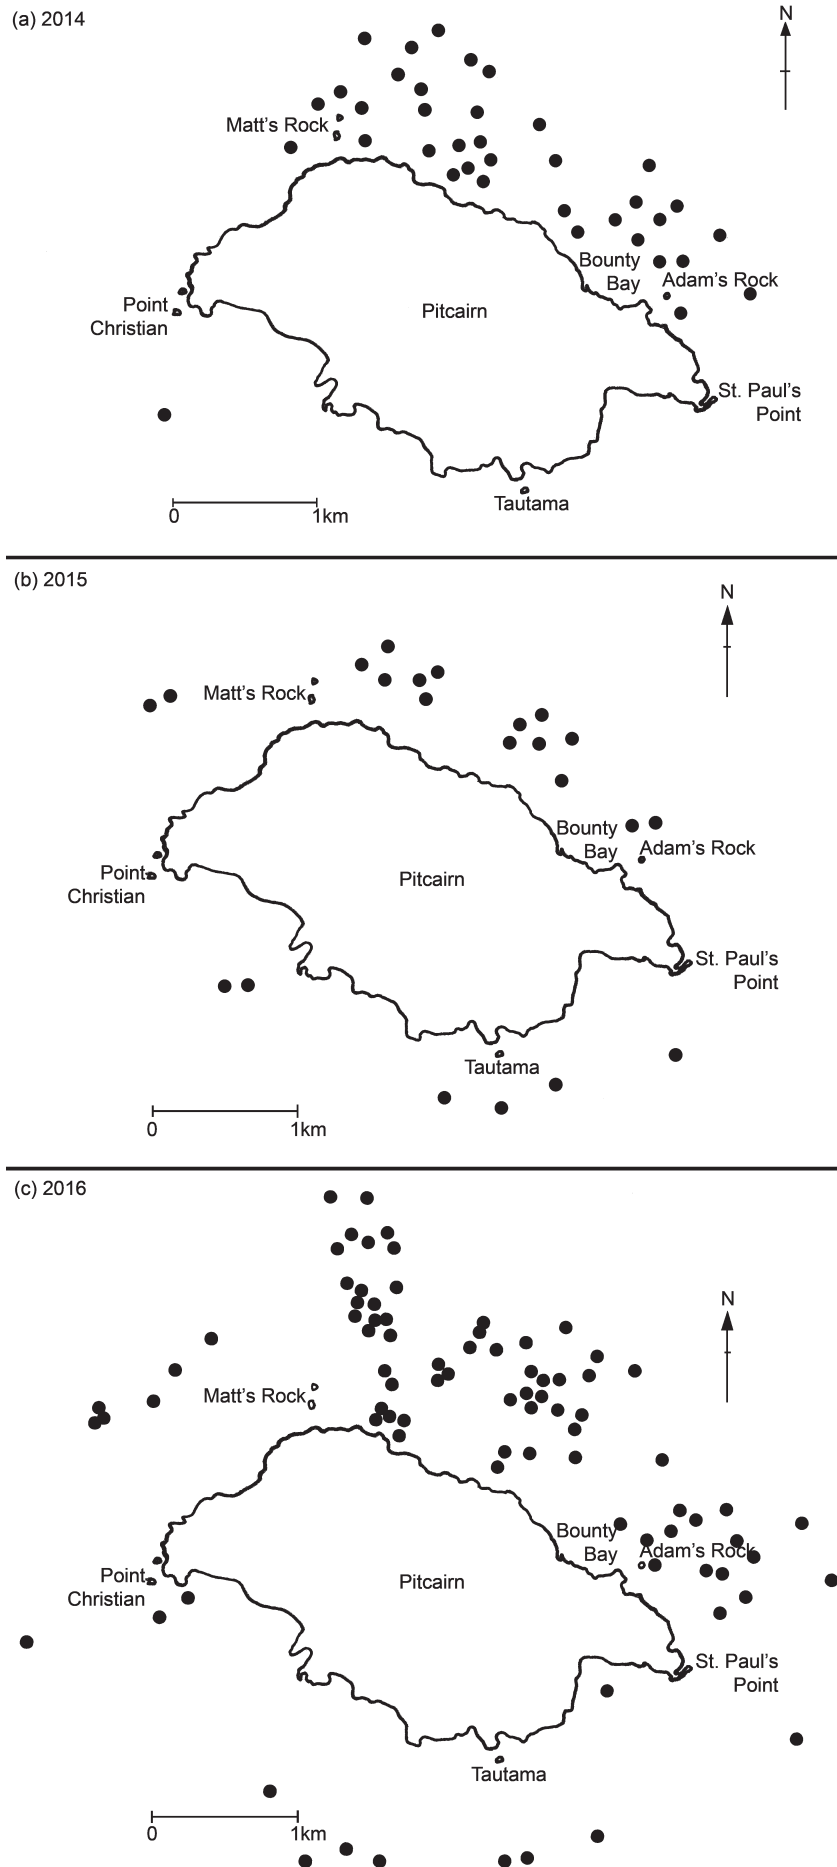 (a) 2014
N
Matt's Rock
Bounty
Bay
Adam's Rock
Point
Christian
Pitcairn
St. Paul's
Point
Tautama
0 1km
(b) 2015
N
Matt's Rock
Bounty
Bay
Adam's Rock
Point
Christian
Pitcairn
St. Paul's
Point
Tautama
0 1km
(c) 2016
N
Matt's Rock
Bounty
Bay
Adam's Rock
Point
Christian
Pitcairn
St. Paul's
Point
Tautama
0 1km